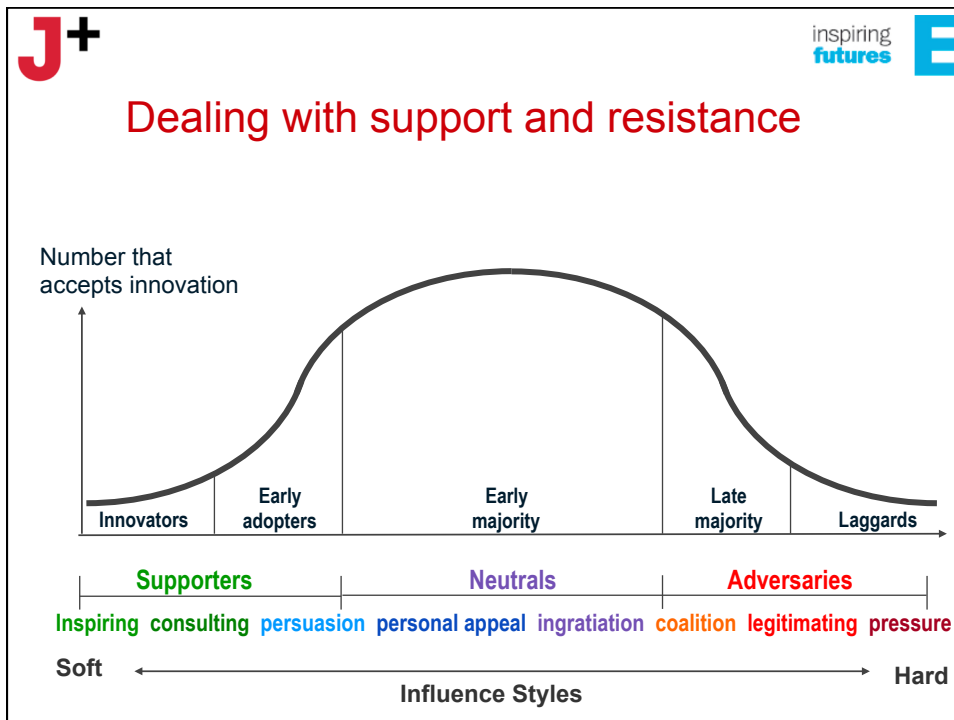 J+
inspiring
futures
E
Dealing with support and resistance
Number that
accepts innovation
Innovators
Early
adopters
Early
majority
Late
majority
Laggards
Supporters Neutrals Adversaries
Inspiring consulting persuasion personal appeal ingratiation coalition legitimating pressure
Soft
Hard
Influence Styles